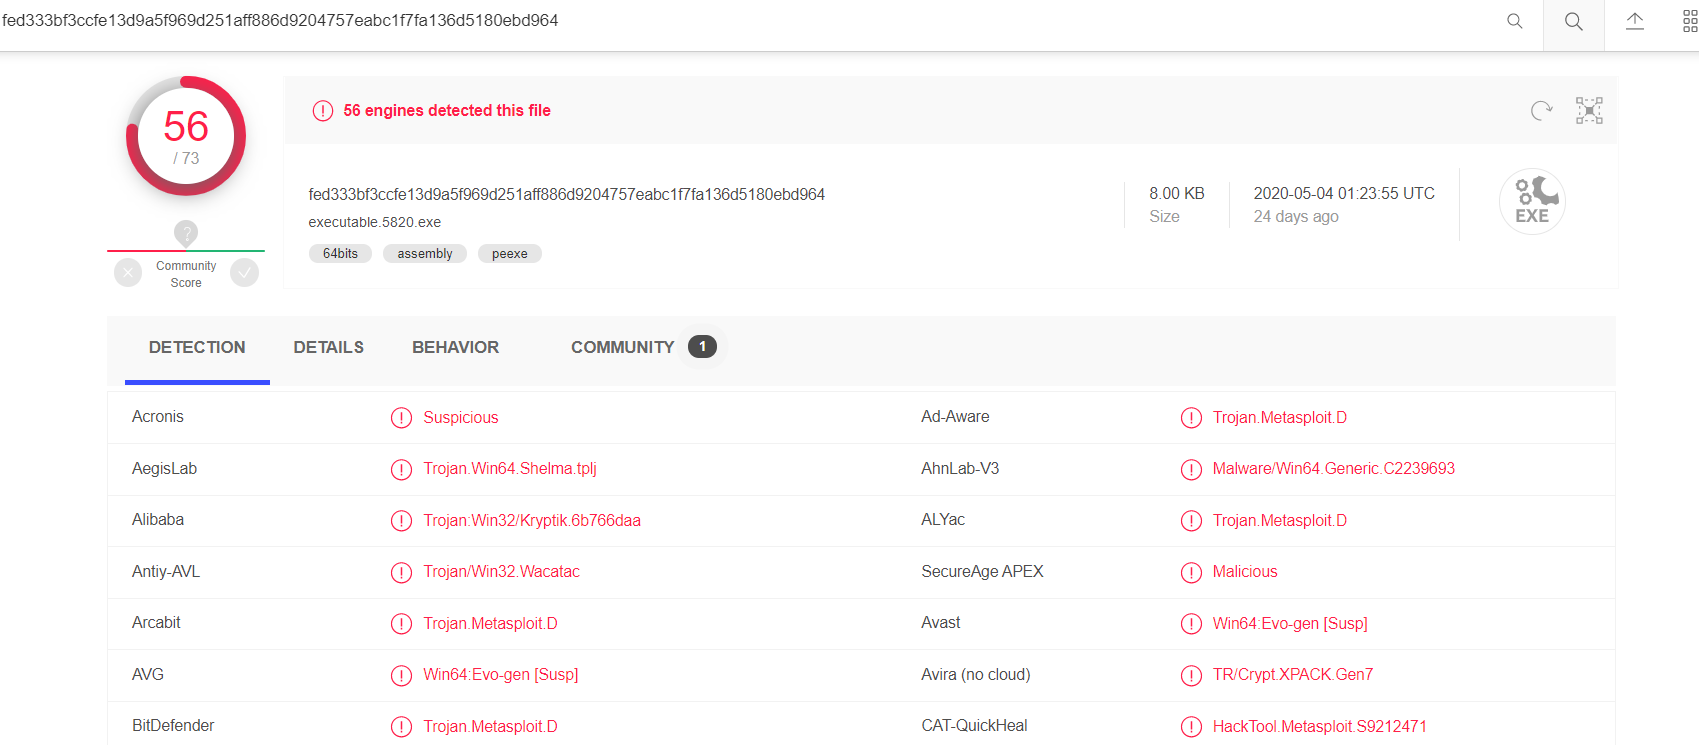 fed333bf3ccfe13d9a5f969d251aff886d9204757eabc1f7fa136d5180ebd964
56
/ 73
56 engines detected this file
fed333bf3ccfe13d9a5f969d251aff886d9204757eabc1f7fa136d5180ebd964
executable.5820.exe
64bits assembly peexe
8.00 KB
Size
2020-05-04 01:23:55 UTC
24 days ago
EXE
?
Community
Score
DETECTION DETAILS BEHAVIOR COMMUNITY 1
Acronis Suspicious Ad-Aware Trojan.Metasploit.D
AegisLab Trojan.Win64.Shelma.tplj AhnLab-V3 Malware/Win64.Generic.C2239693
Alibaba Trojan:Win32/Kryptik.6b766daa ALYac Trojan.Metasploit.D
Antiy-AVL Trojan/Win32.Wacatac SecureAge APEX Malicious
Arcabit Trojan.Metasploit.D Avast Win64:Evo-gen [Susp]
AVG Win64:Evo-gen [Susp] Avira (no cloud) TR/Crypt.XPACK.Gen7
BitDefender Trojan.Metasploit.D CAT-QuickHeal HackTool.Metasploit.S9212471